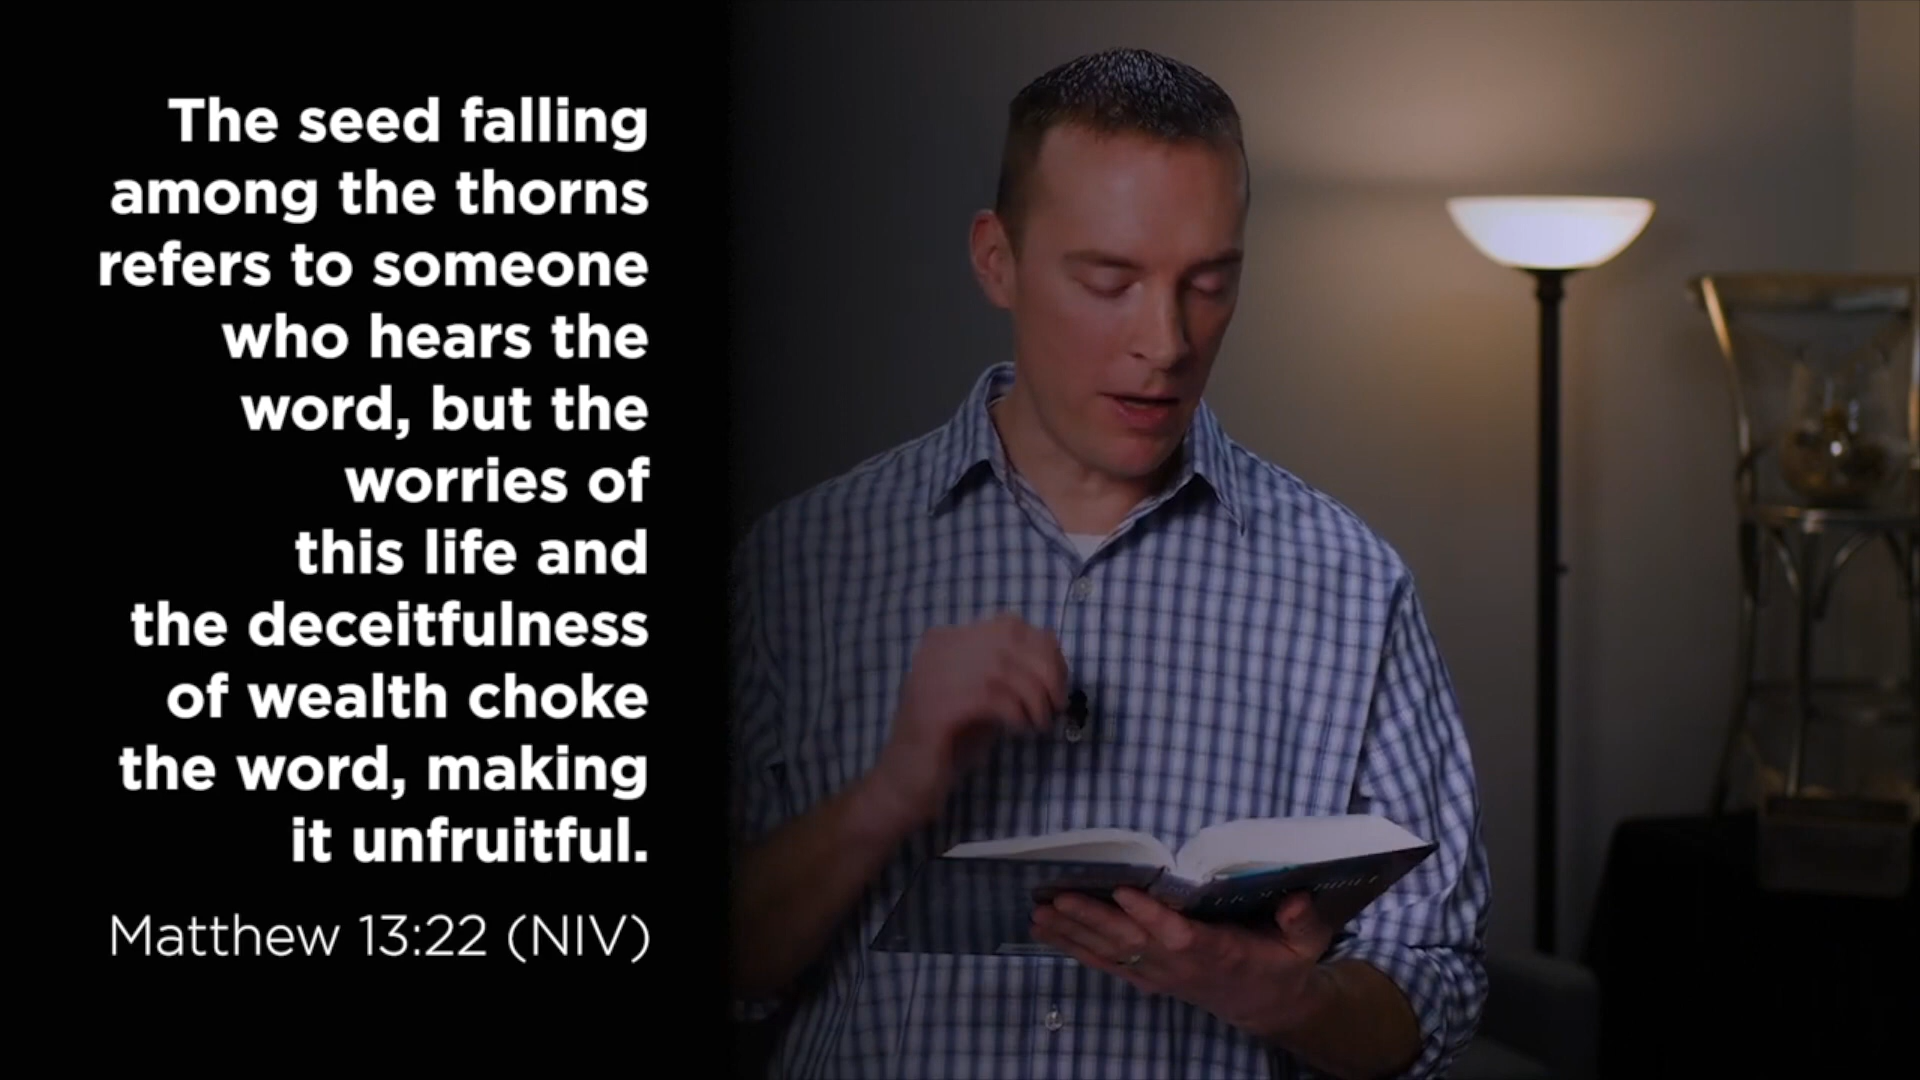 The seed falling
among the thorns
refers to someone
who hears the
word, but the
worries of
this life and
the deceitfulness
of wealth choke
the word, making
it unfruitful.
Matthew 13:22 (NIV)